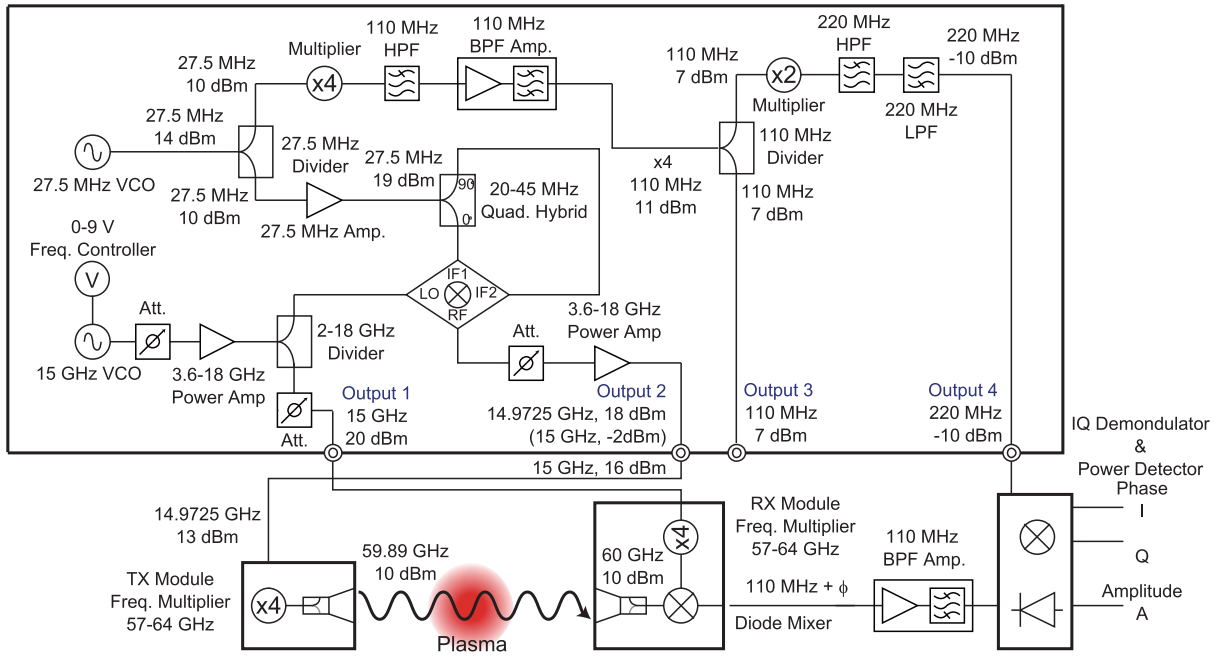 110 MHz
HPF
110 MHz
BPF Amp.
Multiplier
x4
27.5 MHz
10 dBm
27.5 MHz
14 dBm
27.5 MHz VCO
27.5 MHz
Divider
27.5 MHz
10 dBm
27.5 MHz Amp.
27.5 MHz
19 dBm
90°
0°
20-45 MHz
Quad. Hybrid
x4
110 MHz
11 dBm
110 MHz
7 dBm
x2
Multiplier
220 MHz
HPF
220 MHz
LPF
220 MHz
-10 dBm
110 MHz
Divider
110 MHz
7 dBm
0-9 V
Freq. Controller
V
15 GHz VCO
Att.
3.6-18 GHz
Power Amp
2-18 GHz
Divider
Att.
IF1
LO
IF2
RF
Att.
3.6-18 GHz
Power Amp
Output 1
15 GHz
20 dBm
Output 2
14.9725 GHz, 18 dBm
(15 GHz, -2dBm)
Output 3
110 MHz
7 dBm
Output 4
220 MHz
-10 dBm
15 GHz, 16 dBm
14.9725 GHz
13 dBm
TX Module
Freq. Multiplier
57-64 GHz
x4
59.89 GHz
10 dBm
Plasma
60 GHz
10 dBm
x4
RX Module
Freq. Multiplier
57-64 GHz
110 MHz + ϕ
Diode Mixer
110 MHz
BPF Amp.
IQ Demondulator
&
Power Detector
Phase
I
Q
Amplitude
A